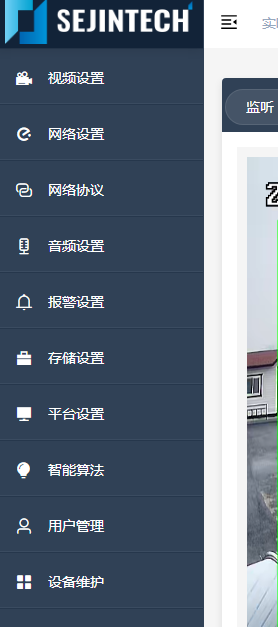 SEJINTECH
实
视频设置
监听
网络设置
网络协议
音频设置
报警设置
存储设置
平台设置
智能算法
用户管理
设备维护